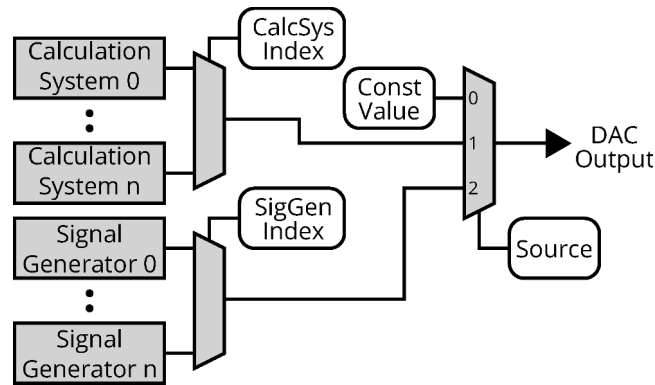 Calculation
System 0
CalcSys
Index
Const
Value
0
Calculation
System n
1
DAC
Output
2
SigGen
Index
Signal
Generator 0
Source
Signal
Generator n